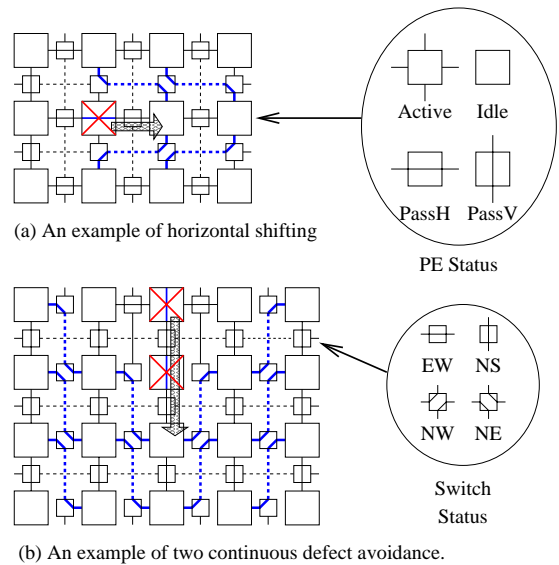 Active Idle
PassH PassV
(a) An example of horizontal shifting
PE Status
EW NS
NW NE
Switch
Status
(b) An example of two continuous defect avoidance.